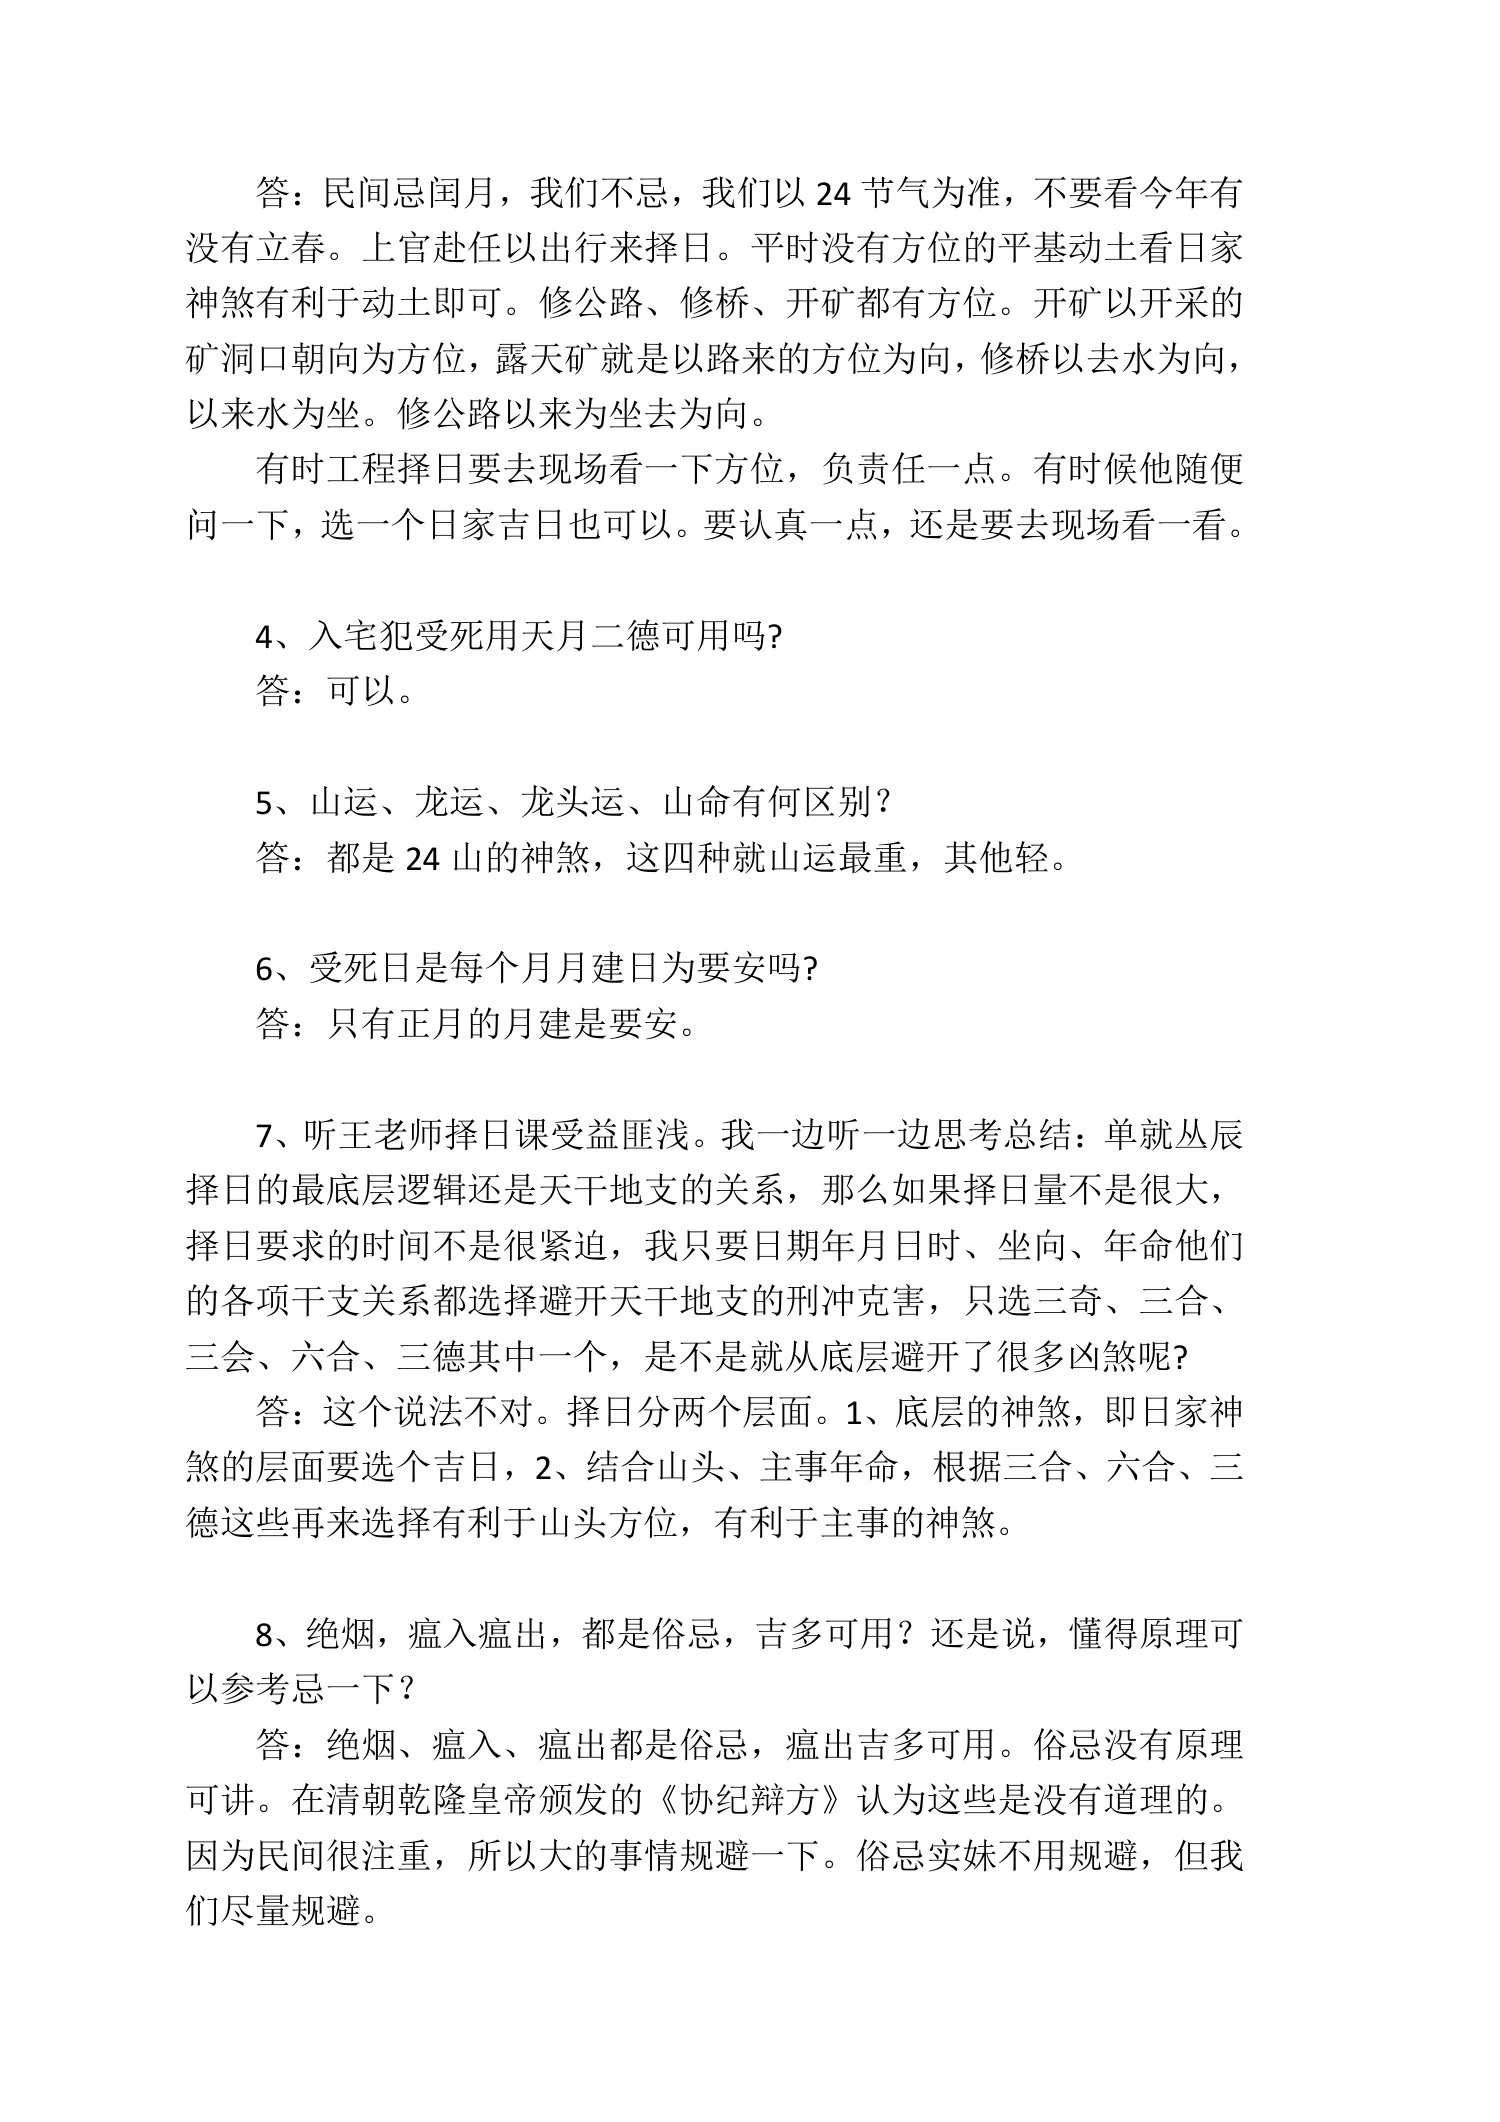 答：民间忌闰月，我们不忌，我们以 24 节气为准，不要看今年有
没有立春。上官赴任以出行来择日。平时没有方位的平基动土看日家
神煞有利于动土即可。修公路、修桥、开矿都有方位。开矿以开采的
矿洞口朝向为方位，露天矿就是以路来的方位为向，修桥以去水为向，
以来水为坐。修公路以来为坐去为向。
有时工程择日要去现场看一下方位，负责任一点。有时候他随便
问一下，选一个日家吉日也可以。要认真一点，还是要去现场看一看。
4、入宅犯受死用天月二德可用吗?
答：可以。
5、山运、龙运、龙头运、山命有何区别？
答：都是 24 山的神煞，这四种就山运最重，其他轻。
6、受死日是每个月月建日为要安吗?
答：只有正月的月建是要安。
7、听王老师择日课受益匪浅。我一边听一边思考总结：单就丛辰
择日的最底层逻辑还是天干地支的关系，那么如果择日量不是很大，
择日要求的时间不是很紧迫，我只要日期年月日时、坐向、年命他们
的各项干支关系都选择避开天干地支的刑冲克害，只选三奇、三合、
三会、六合、三德其中一个，是不是就从底层避开了很多凶煞呢?
答：这个说法不对。择日分两个层面。1、底层的神煞，即日家神
煞的层面要选个吉日，2、结合山头、主事年命，根据三合、六合、三
德这些再来选择有利于山头方位，有利于主事的神煞。
8、绝烟，瘟入瘟出，都是俗忌，吉多可用？还是说，懂得原理可
以参考忌一下？
答：绝烟、瘟入、瘟出都是俗忌，瘟出吉多可用。俗忌没有原理
可讲。在清朝乾隆皇帝颁发的《协纪辩方》认为这些是没有道理的。
因为民间很注重，所以大的事情规避一下。俗忌实妹不用规避，但我
们尽量规避。